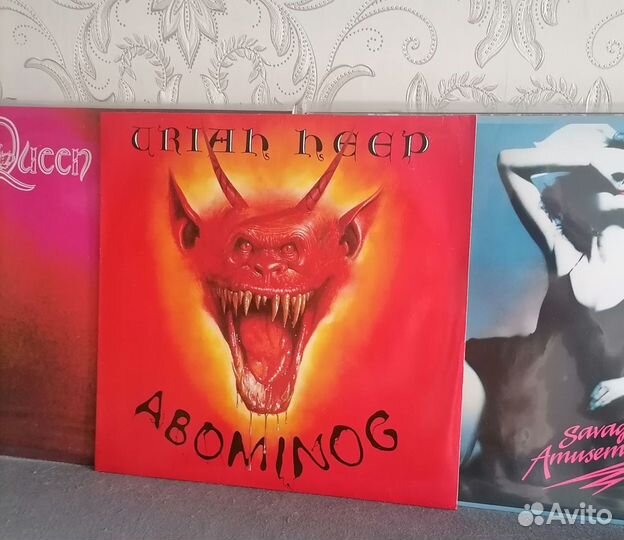 Queen
URIAH HEEP
ABOMINOG
Savag
Amusem
Avito